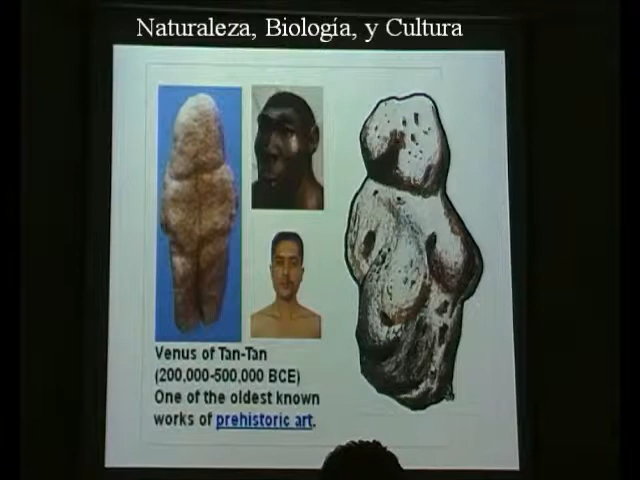 Naturaleza, Biología, y Cultura
Venus of Tan-Tan
(200,000-500,000 BCE)
One of the oldest known
works of prehistoric art.